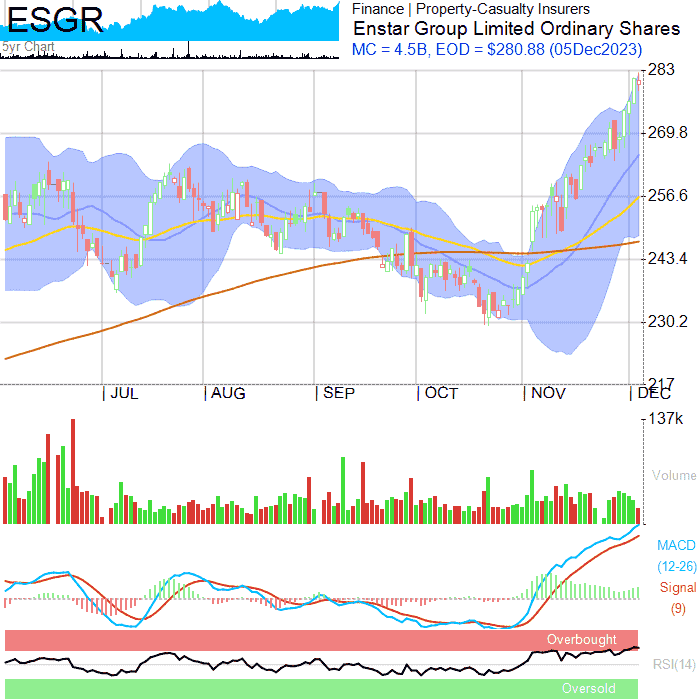 ESGR
Finance | Property-Casualty Insurers
Enstar Group Limited Ordinary Shares
5yr Chart
MC = 4.5B, EOD = $280.88 (05Dec2023)
283
269.8
256.6
243.4
230.2
217
JUL AUG SEP OCT NOV DEC
137k
Volume
MACD
(12-26)
Signal
(9)
Overbought
RSI(14)
Oversold